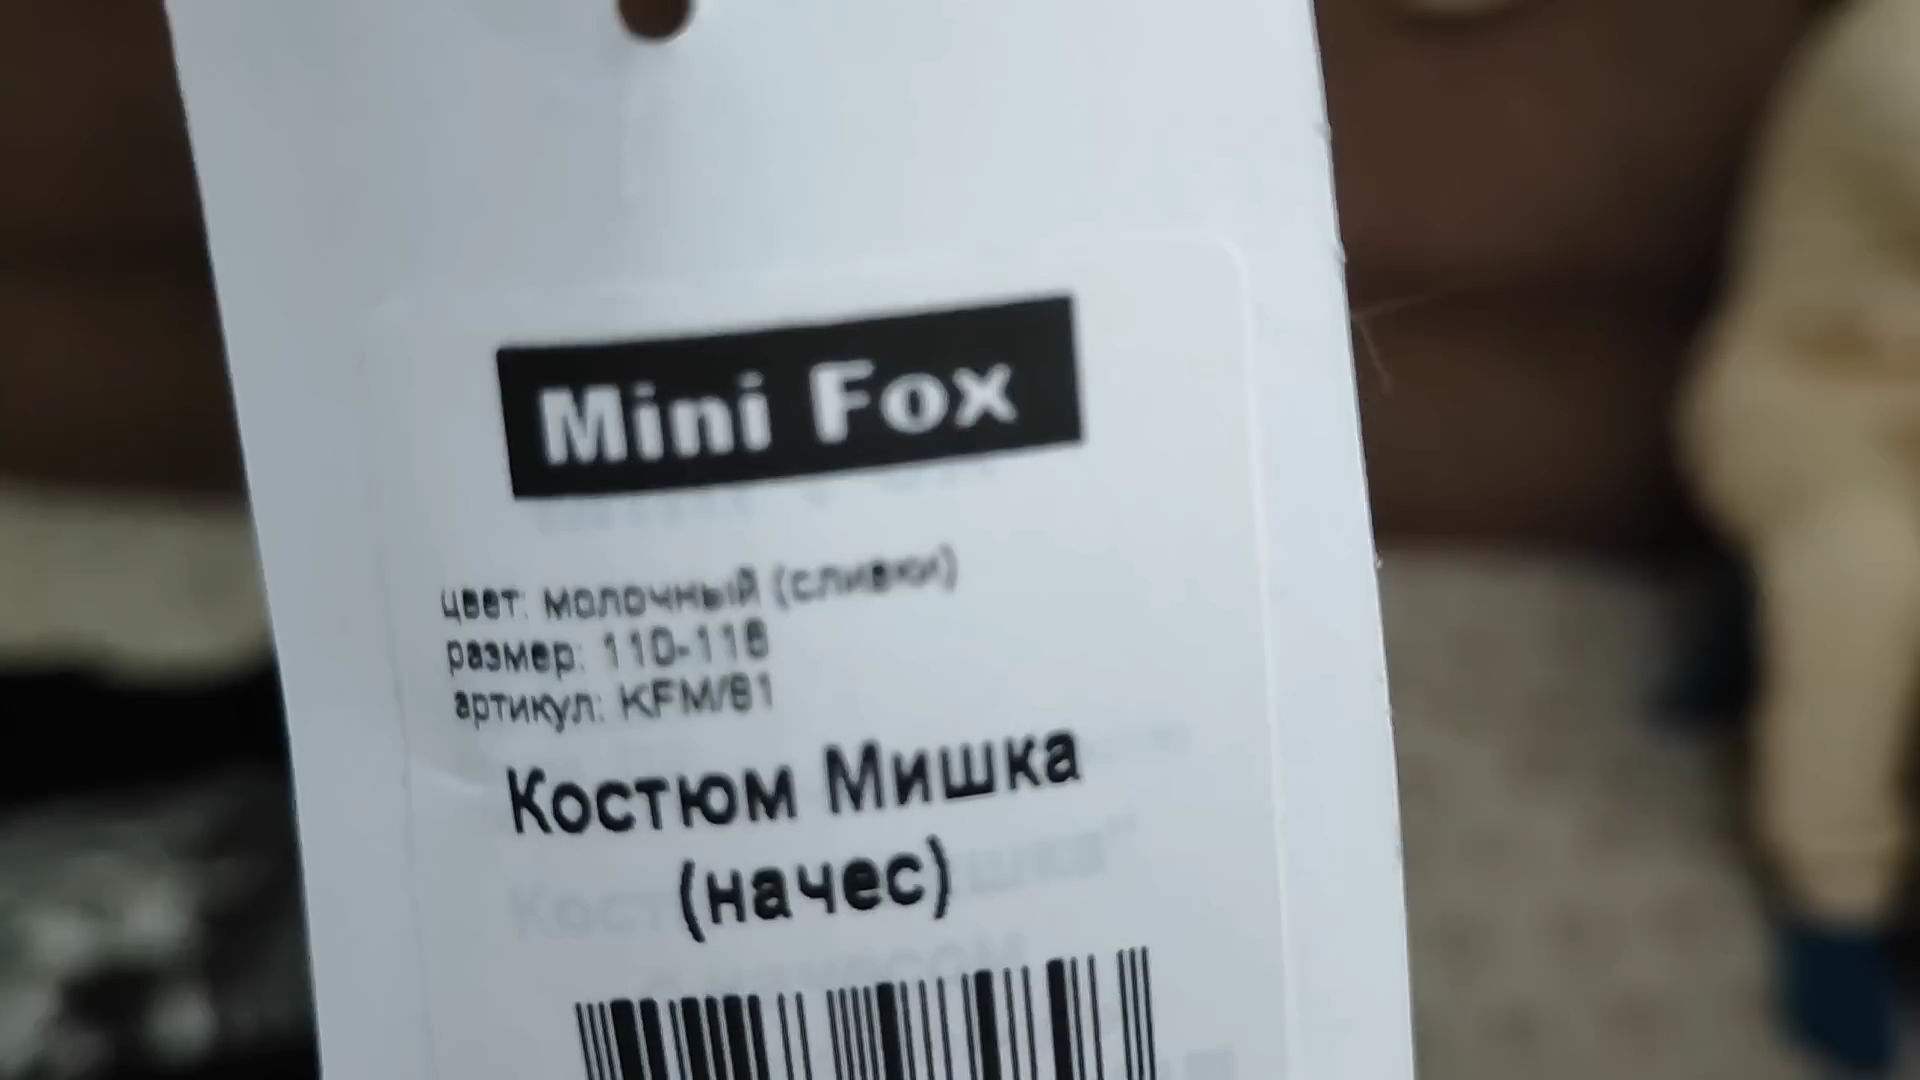 Mini Fox
цвет: молочный (сливки)
размер: 110-116
артикул: KFM/81
Костюм Мишка
(начес)